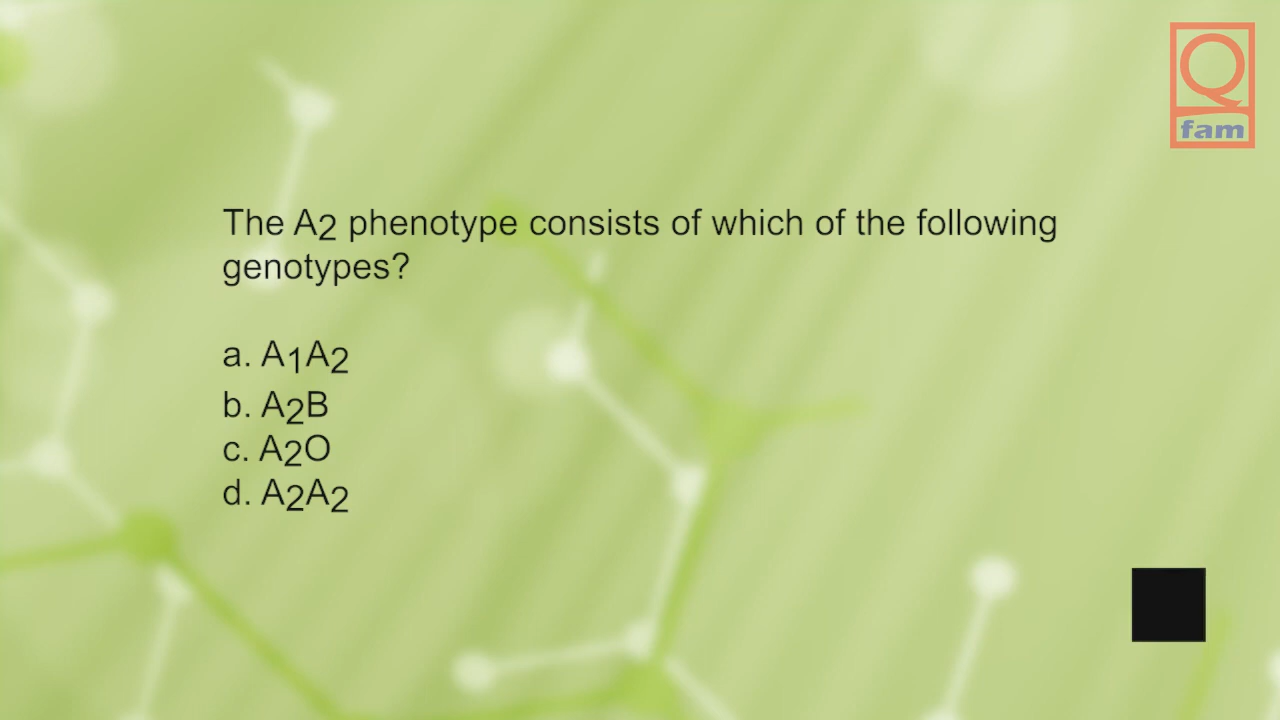 Q
fam
The A2 phenotype consists of which of the following
genotypes?
a. A1A2
b. A2B
c. A2O
d. A2A2